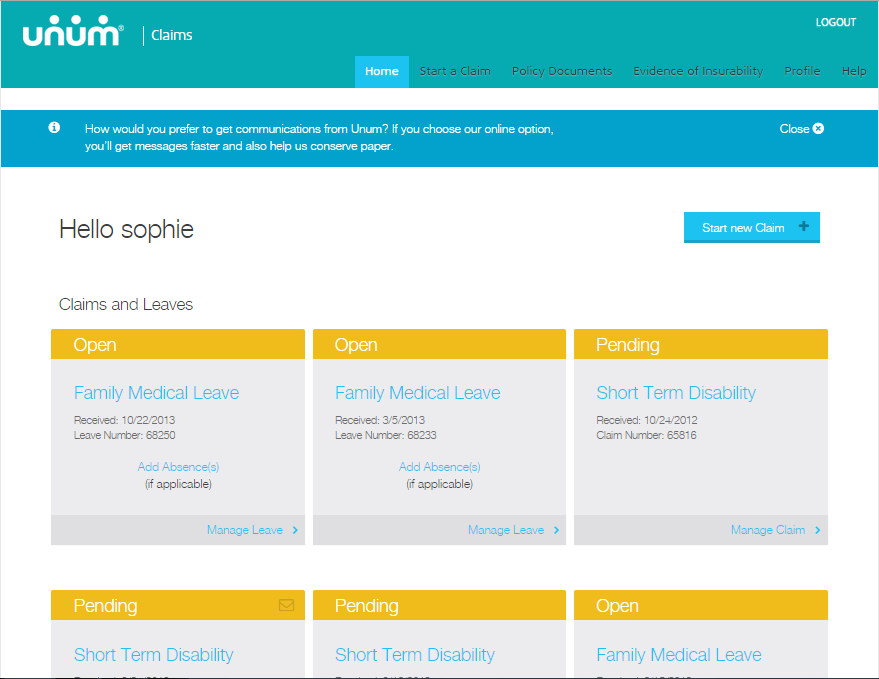 unum® Claims
LOGOUT
Home Start a Claim Policy Documents Evidence of Insurability Profile Help
How would you prefer to get communications from Unum? If you choose our online option,
you'll get messages faster and also help us conserve paper.
Close
Hello sophie
Start new Claim
Claims and Leaves
Open
Family Medical Leave
Received: 10/22/2013
Leave Number: 68250
Add Absence(s)
(if applicable)
Manage Leave
Open
Family Medical Leave
Received: 3/5/2013
Leave Number: 68233
Add Absence(s)
(if applicable)
Manage Leave
Pending
Short Term Disability
Received: 10/24/2012
Claim Number: 65816
Manage Claim
Pending
Short Term Disability
Pending
Short Term Disability
Open
Family Medical Leave